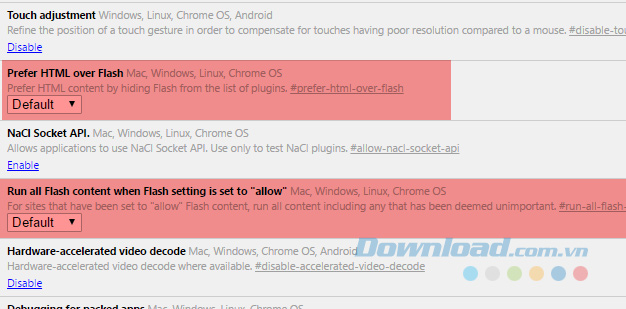 Touch adjustment Windows, Linux, Chrome OS, Android
Refine the position of a touch gesture in order to compensate for touches having poor resolution compared to a mouse. #disable-tou
Disable
Prefer HTML over Flash Mac, Windows, Linux, Chrome OS
Prefer HTML content by hiding Flash from the list of plugins. #prefer-html-over-flash
Default
NaCl Socket API. Mac, Windows, Linux, Chrome OS
Allows applications to use NaCl Socket API. Use only to test NaCl plugins. #allow-nacl-socket-api
Enable
Run all Flash content when Flash setting is set to "allow" Mac, Windows, Linux, Chrome OS
For sites that have been set to "allow" Flash content, run all content including any that has been deemed unimportant. #run-all-flash-
Default
Hardware-accelerated video decode Mac, Windows, Chrome OS, Android
Hardware-accelerated video decode where available. #disable-accelerated-video-decode
Disable
Download.com.vn
Debugging for packed apps Mac, Windows, Linux, Chrome OS